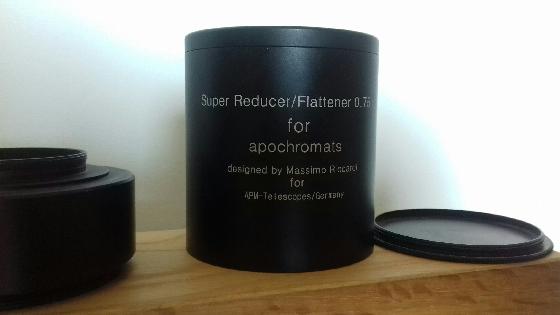 Super Reducer/Flattener 0.75
for
apochromats
designed by Massimo Riccardi
for
APM-Telescopes/Germany